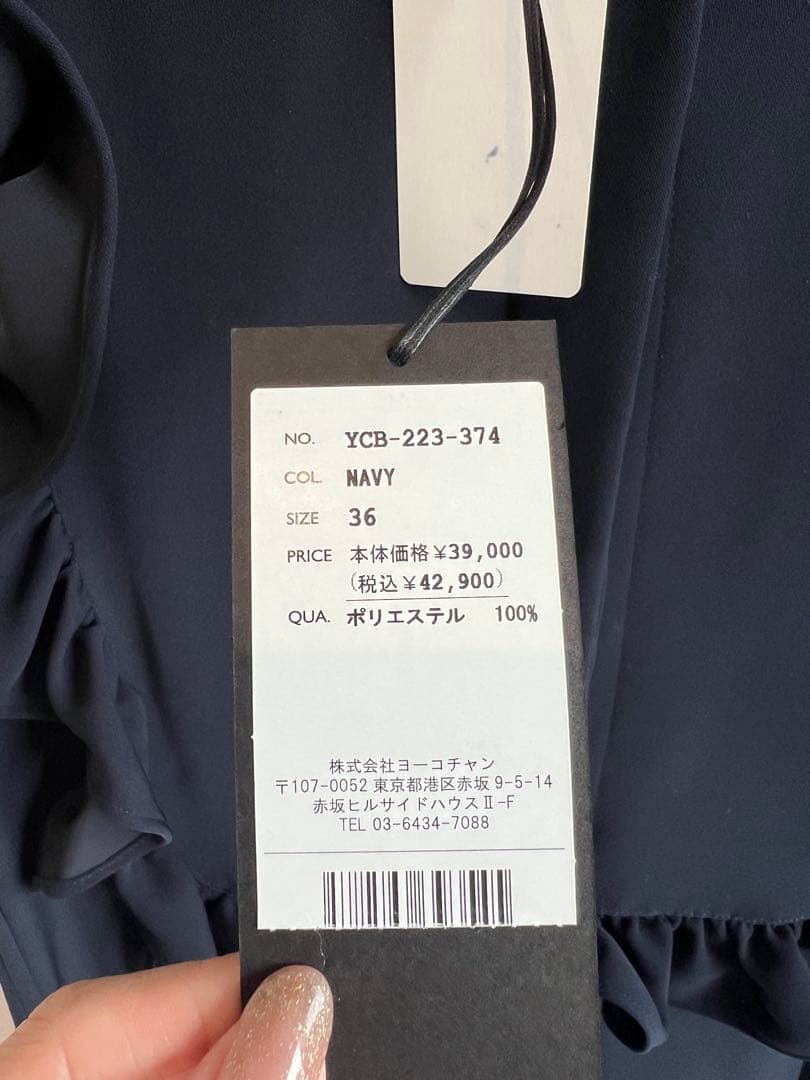 NO. YCB-223-374
COL. NAVY
SIZE 36
PRICE 本体価格¥39,000
(税込¥42,900)
QUA. ポリエステル 100%
株式会社ヨーコチャン
〒107-0052 東京都港区赤坂 9-5-14
赤坂ヒルサイドハウスⅡ-F
TEL 03-6434-7088